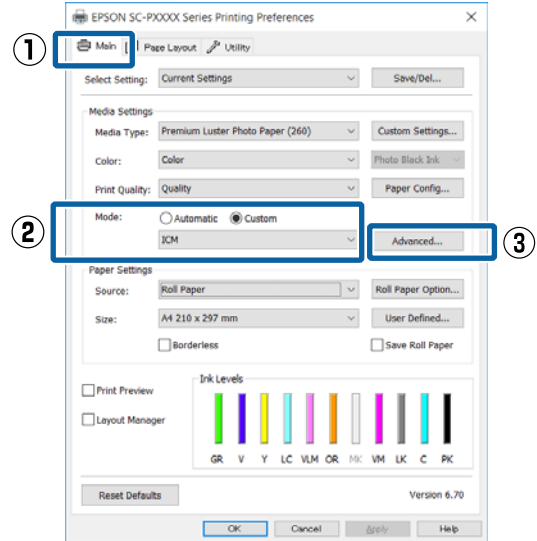 EPSON SC-PXXXX Series Printing Preferences
① Main Page Layout Utility
Select Setting: Current Settings Save/Del...
Media Settings
Media Type: Premium Luster Photo Paper (260) Custom Settings...
Color: Color Photo Black Ink
Print Quality: Quality Paper Config...
② Mode: Automatic Custom
ICM Advanced... ③
Paper Settings
Source: Roll Paper Roll Paper Option...
Size: A4 210 x 297 mm User Defined...
Borderless Save Roll Paper
Ink Levels
Print Preview
Layout Manager
GR V Y LC VLM OR MK VM LK C PK
Reset Defaults Version 6.70
OK Cancel Apply Help